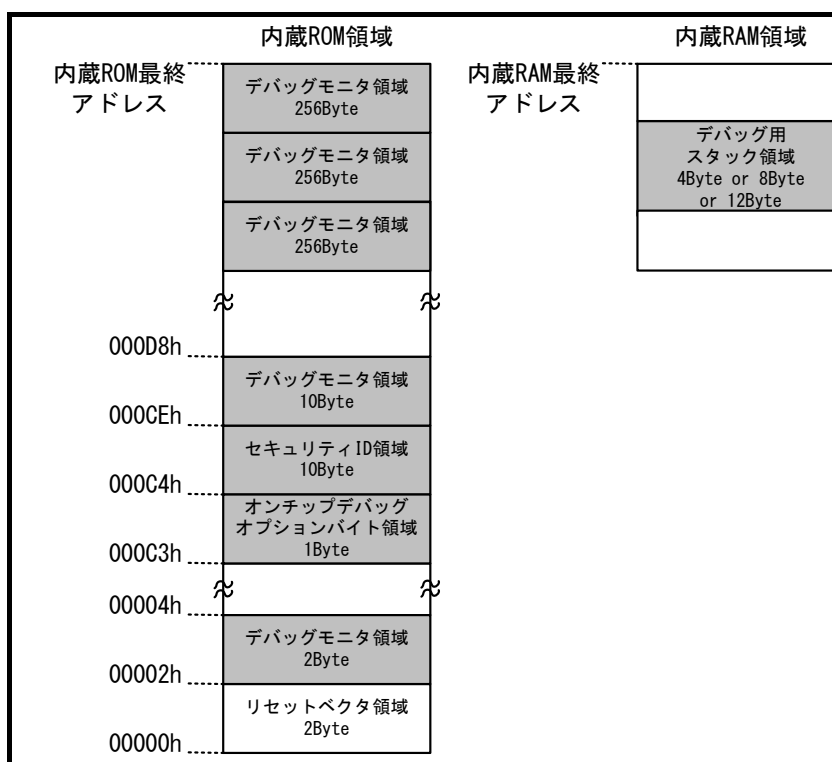 内蔵ROM領域
内蔵ROM最終
アドレス
デバッグモニタ領域
256Byte
デバッグモニタ領域
256Byte
デバッグモニタ領域
256Byte
000D8h
デバッグモニタ領域
10Byte
000CEh
セキュリティID領域
10Byte
000C4h
オンチップデバッグ
オプションバイト領域
1Byte
000C3h
00004h
デバッグモニタ領域
2Byte
00002h
リセットベクタ領域
2Byte
00000h
内蔵RAM領域
内蔵RAM最終
アドレス
デバッグ用
スタック領域
4Byte or 8Byte
or 12Byte